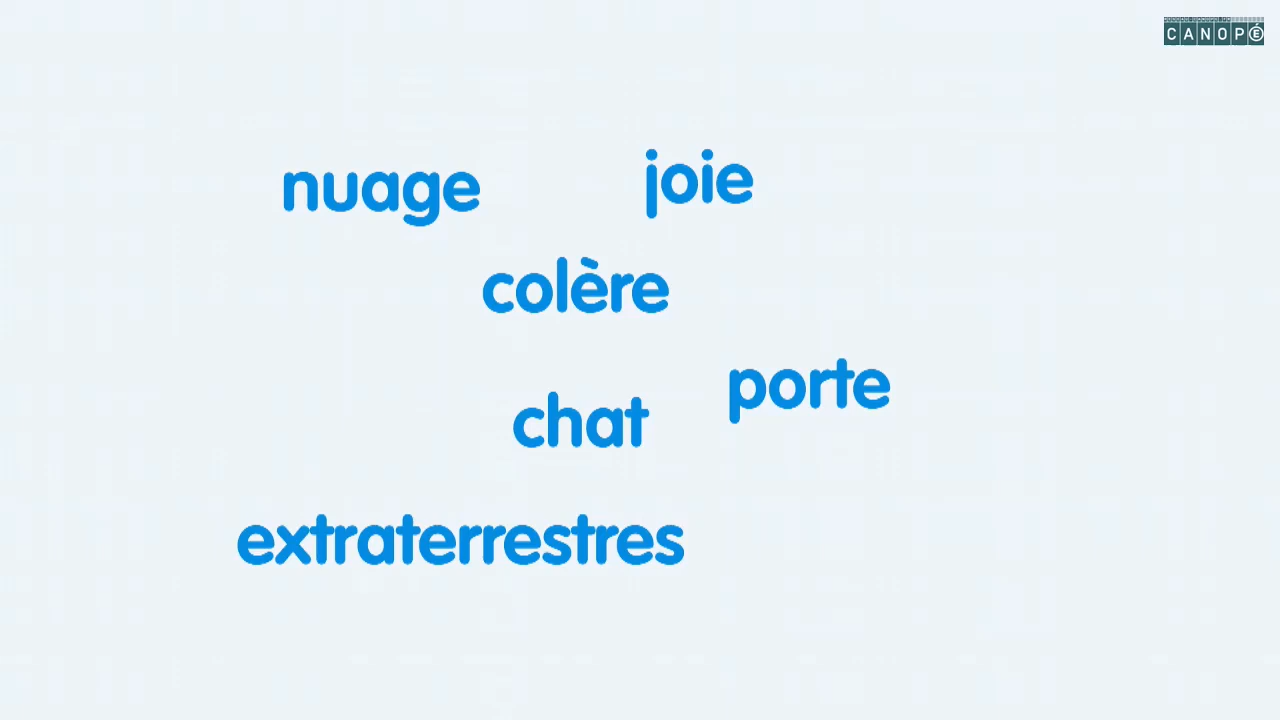 CANOPÉ
nuage joie
colère
porte
chat
extraterrestres